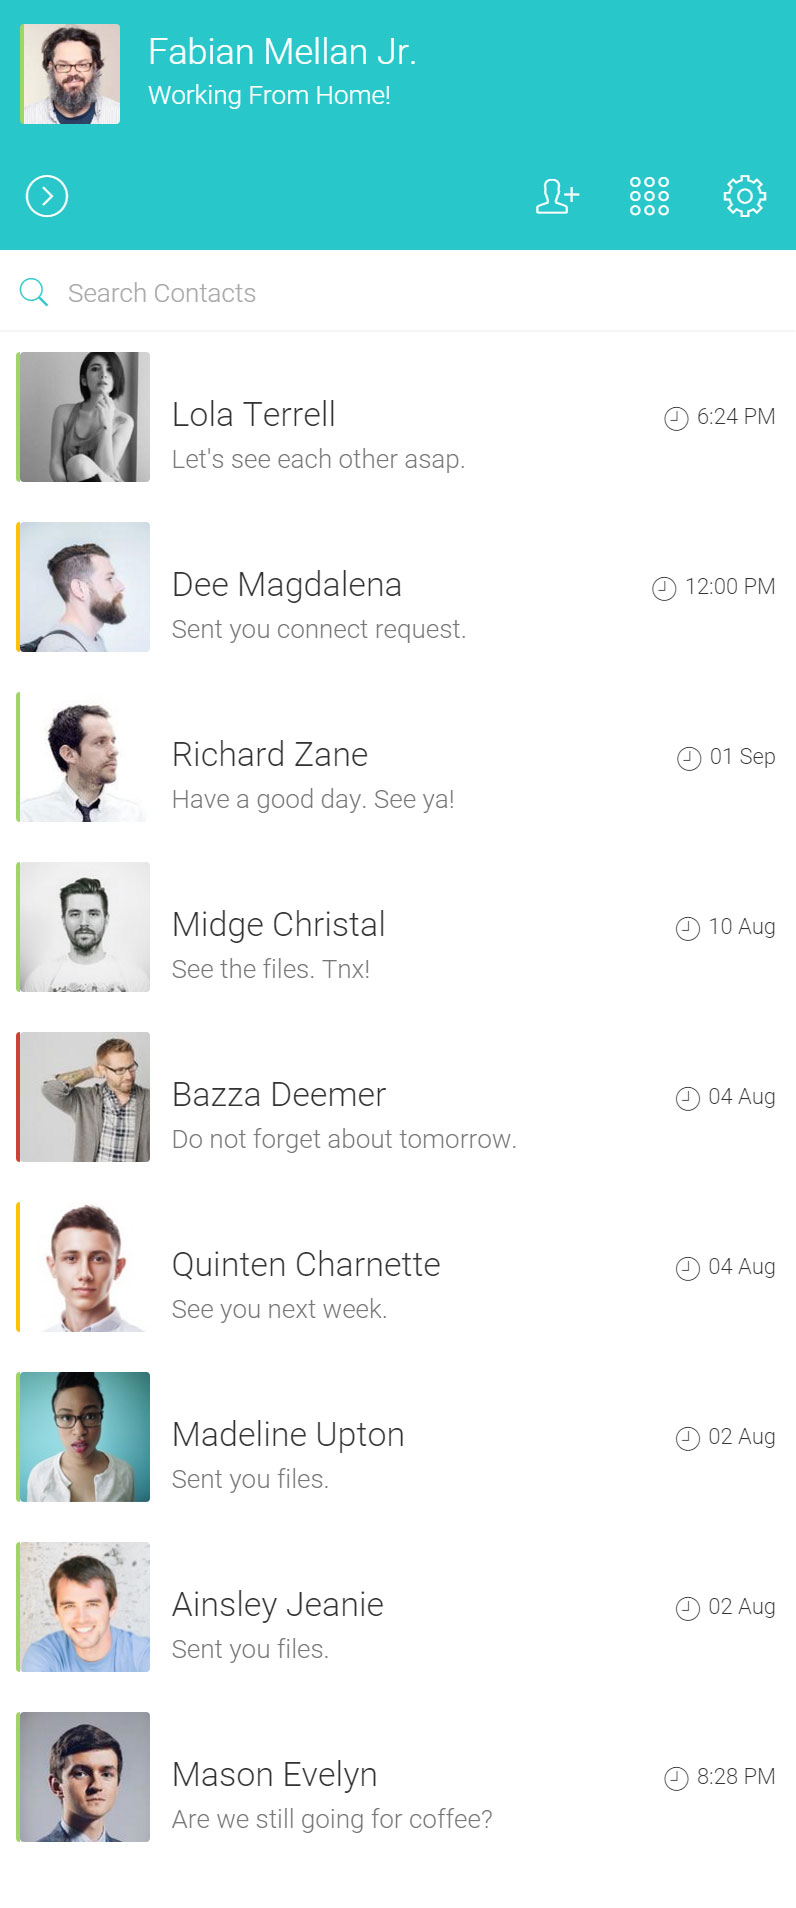 Fabian Mellan Jr.
Working From Home!
Search Contacts
Lola Terrell
6:24 PM
Let's see each other asap.
Dee Magdalena
12:00 PM
Sent you connect request.
Richard Zane
01 Sep
Have a good day. See ya!
Midge Christal
10 Aug
See the files. Tnx!
Bazza Deemer
04 Aug
Do not forget about tomorrow.
Quinten Charnette
04 Aug
See you next week.
Madeline Upton
02 Aug
Sent you files.
Ainsley Jeanie
02 Aug
Sent you files.
Mason Evelyn
8:28 PM
Are we still going for coffee?